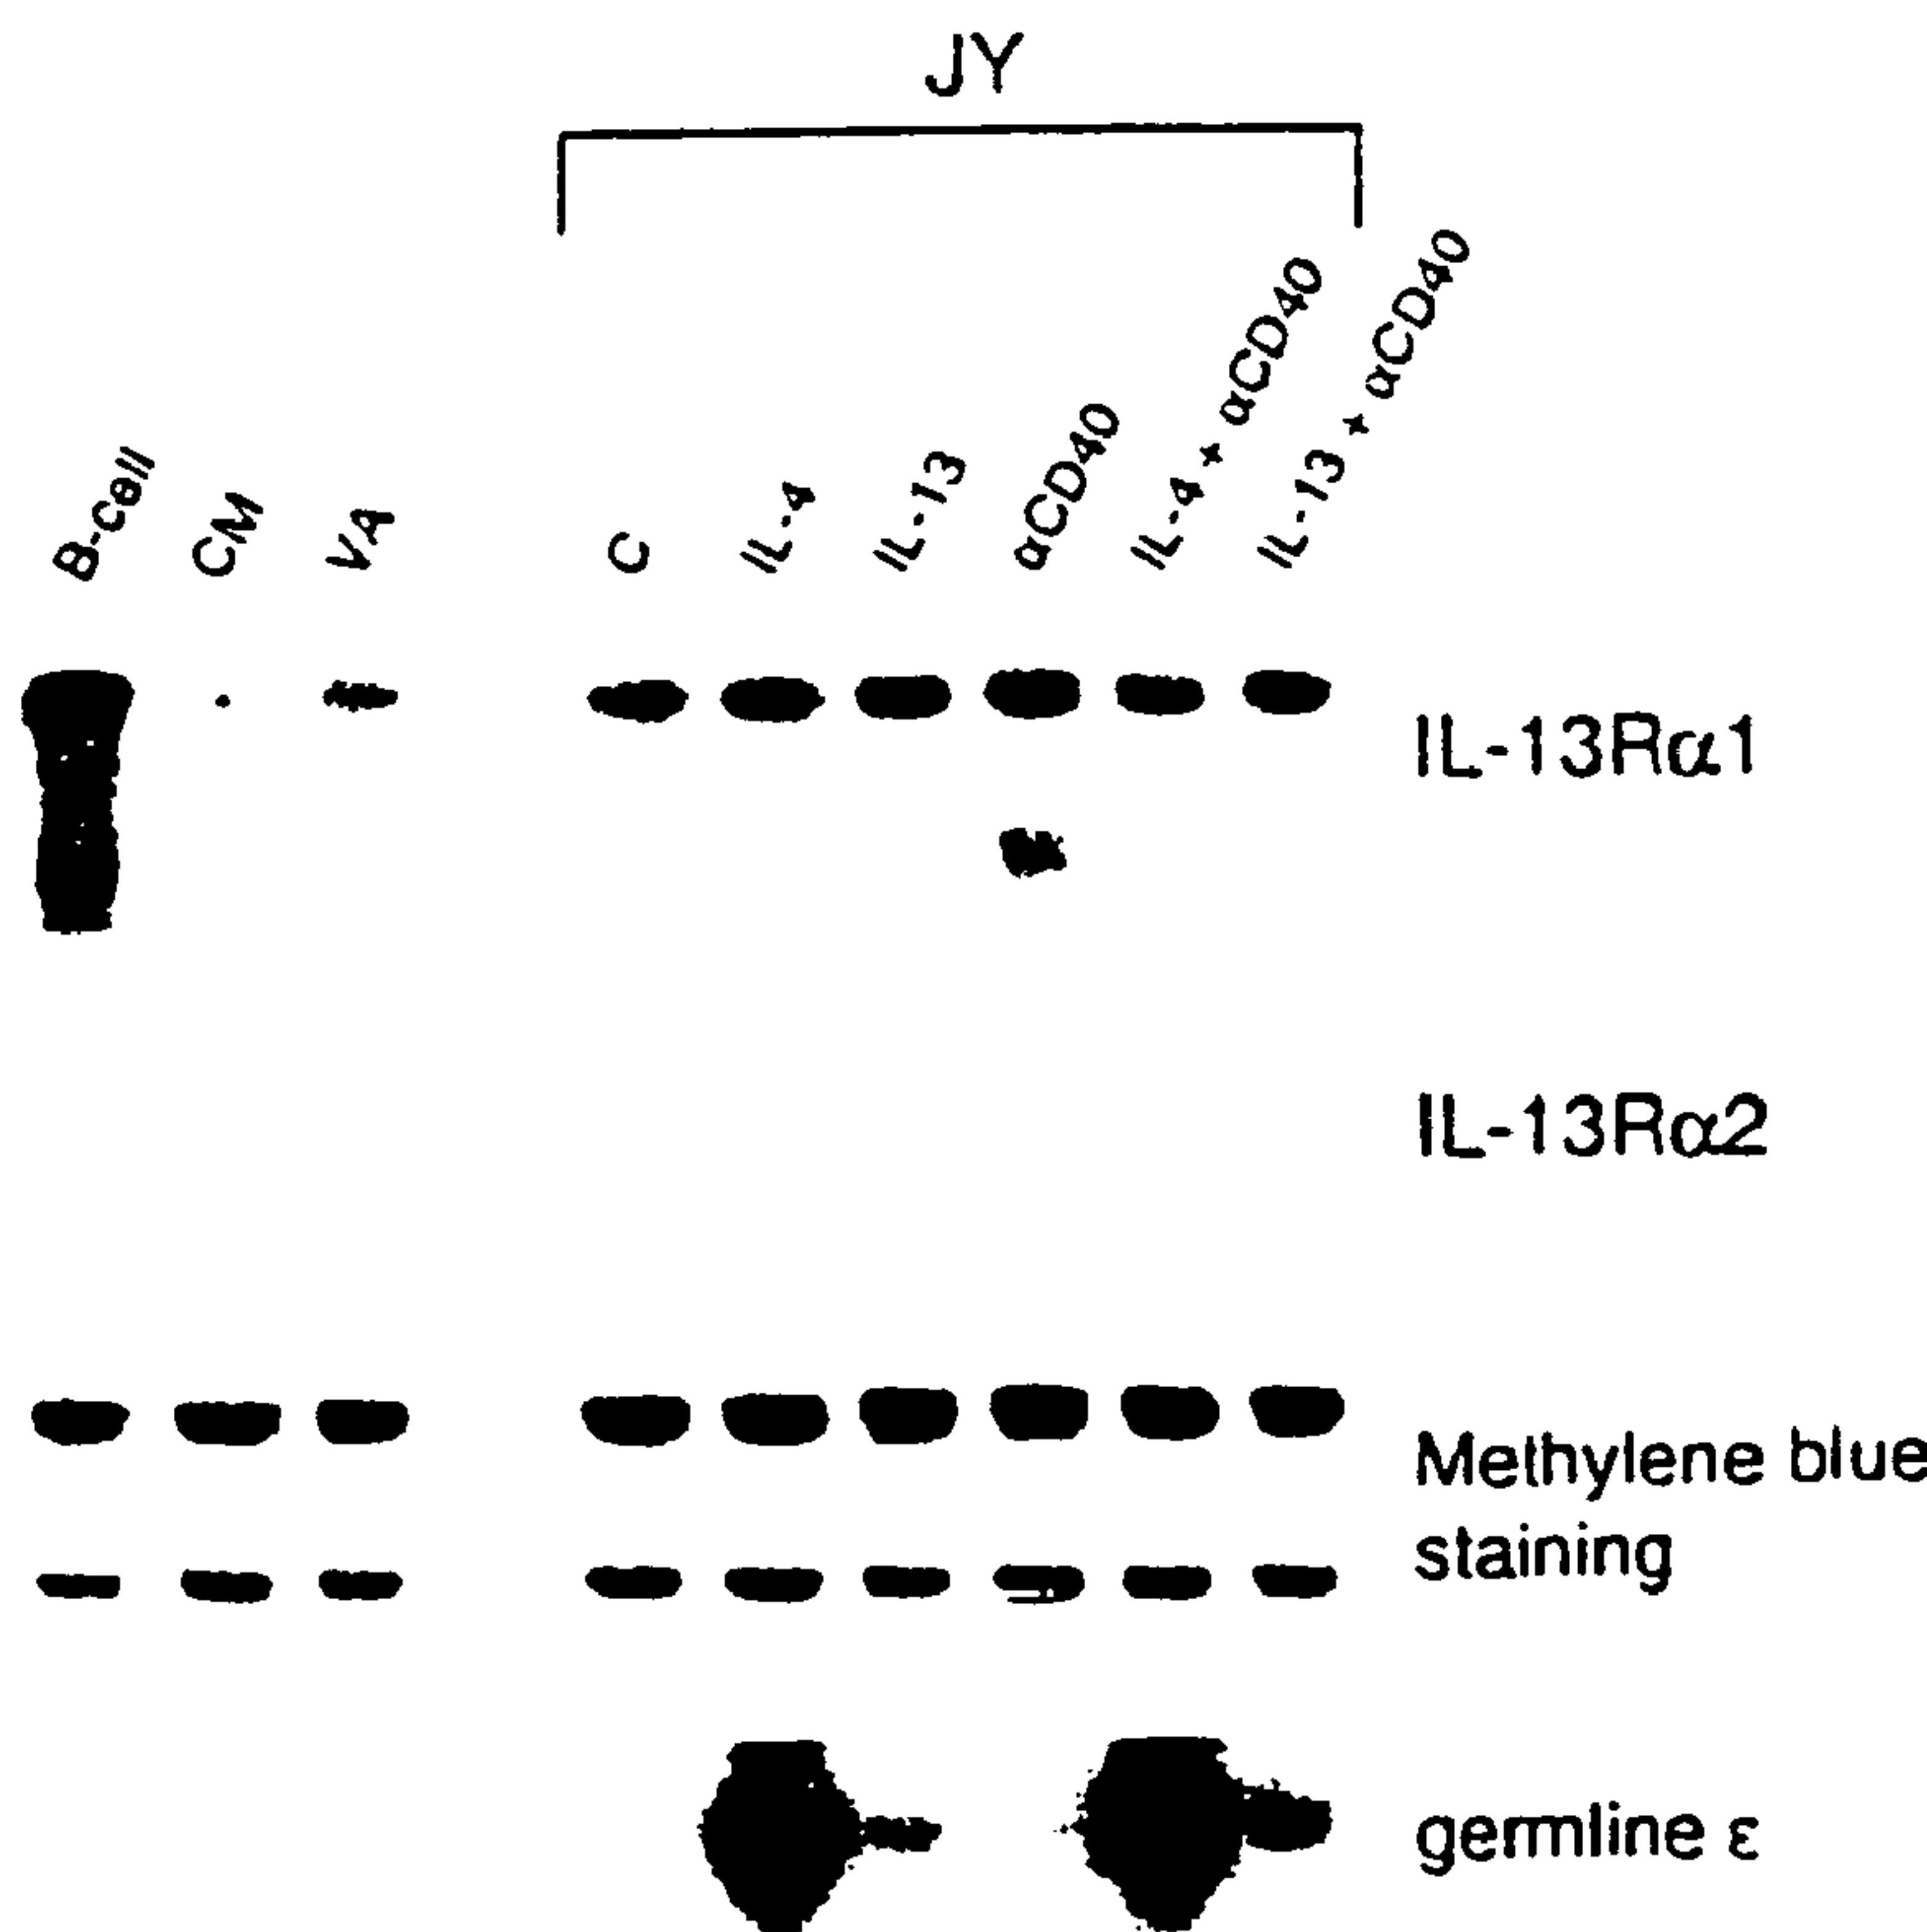 JY
B-Cell
CM
VA
C
IL-4
IL-13
αCD40
IL-4 + αCD40
IL-13 + αCD40
IL-13Rα1
IL-13Rα2
Methylene blue
staining
germline ε